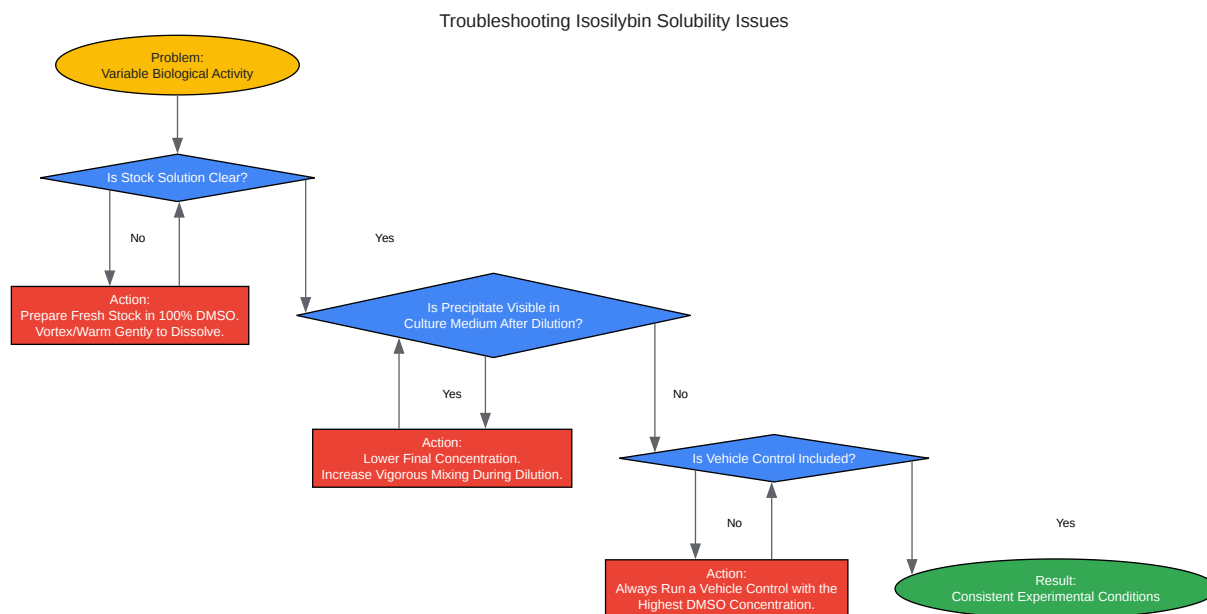 Troubleshooting Isosilybin Solubility Issues
Problem:
Variable Biological Activity
Is Stock Solution Clear?
No
Yes
Action:
Prepare Fresh Stock in 100% DMSO.
Vortex/Warm Gently to Dissolve.
Is Precipitate Visible in
Culture Medium After Dilution?
Yes
No
Action:
Lower Final Concentration.
Increase Vigorous Mixing During Dilution.
Is Vehicle Control Included?
No
Yes
Action:
Always Run a Vehicle Control with the
Highest DMSO Concentration.
Result:
Consistent Experimental Conditions